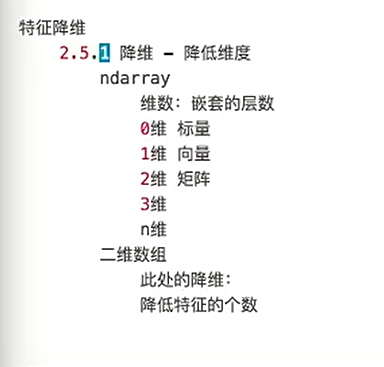 特征降维
2.5.1 降维 - 降低维度
ndarray
维数: 嵌套的层数
0维 标量
1维 向量
2维 矩阵
3维
n维
二维数组
此处的降维:
降低特征的个数